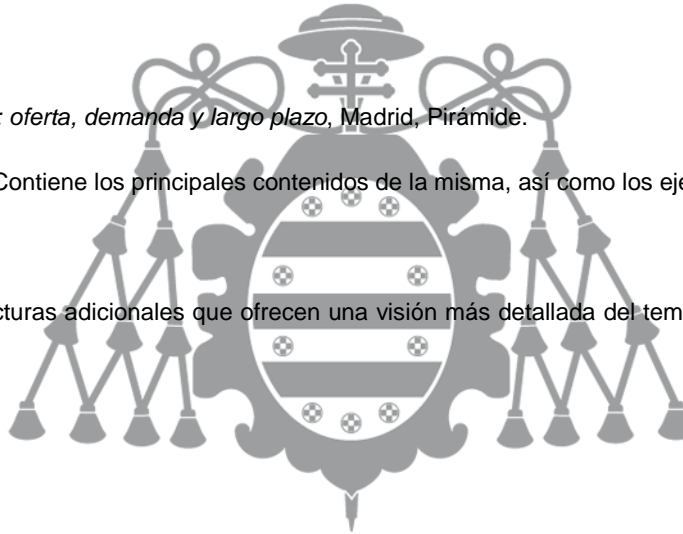 : oferta, demanda y largo plazo, Madrid, Pirámide.
Contiene los principales contenidos de la misma, así como los eje
cturas adicionales que ofrecen una visión más detallada del tem